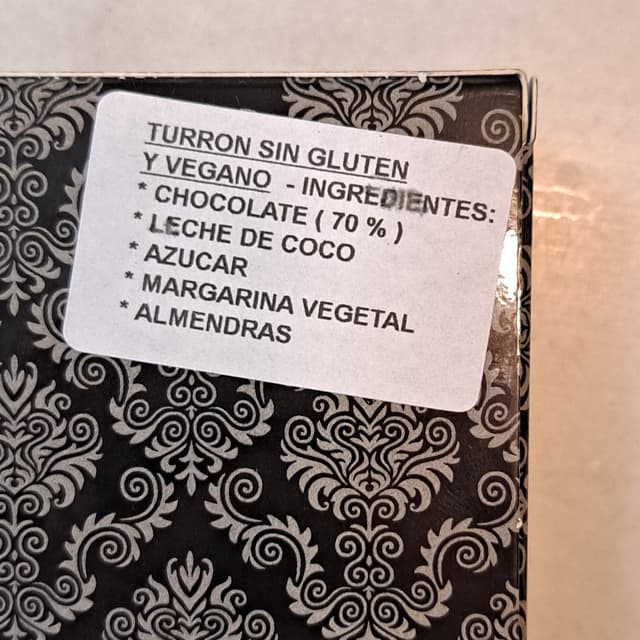 TURRON SIN GLUTEN
Y VEGANO - INGREDIENTES:
* CHOCOLATE ( 70 % )
* LECHE DE COCO
* AZUCAR
* MARGARINA VEGETAL
* ALMENDRAS